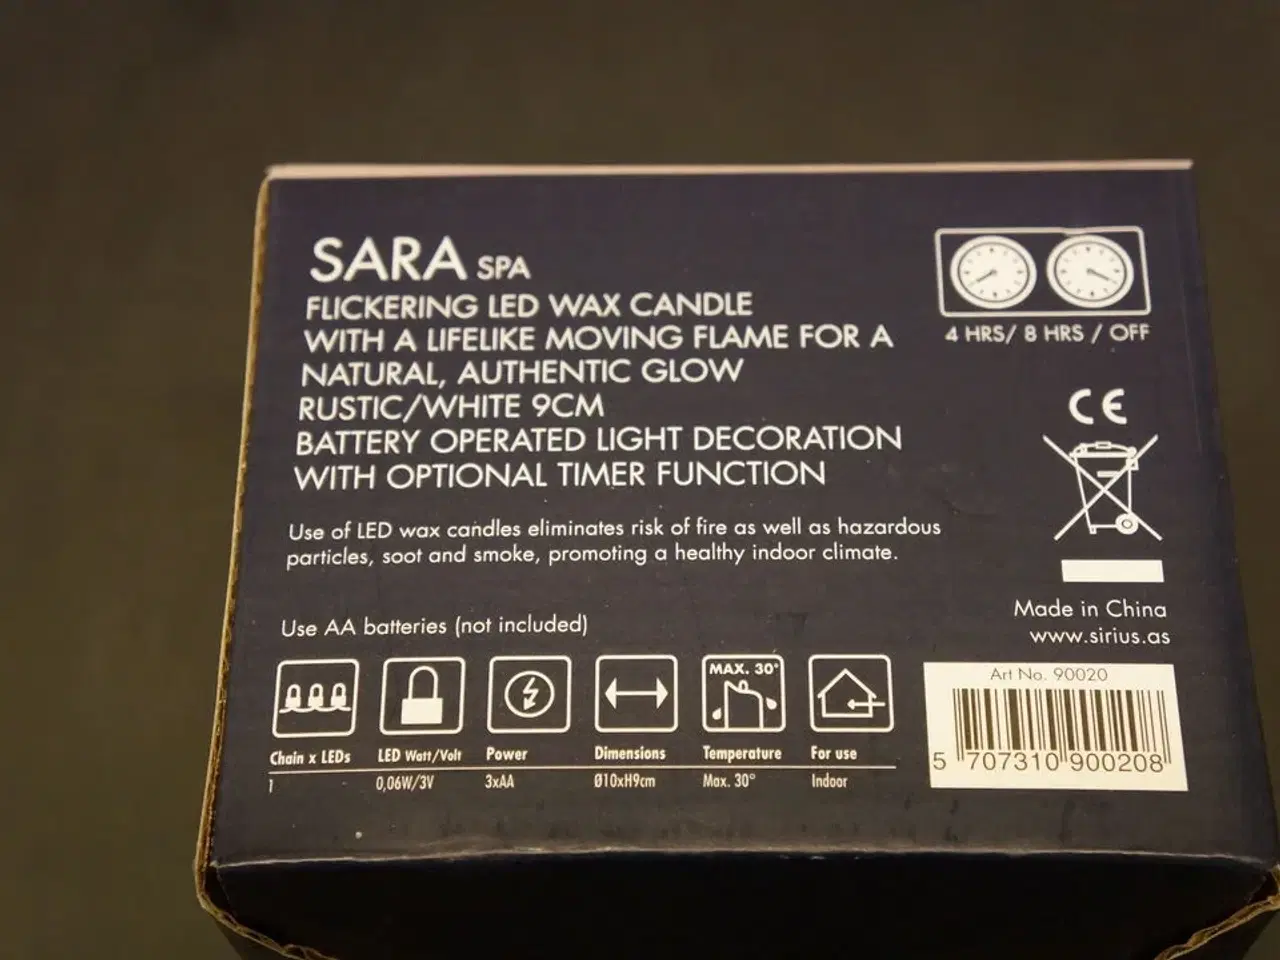 SARA SPA
FLICKERING LED WAX CANDLE
WITH A LIFELIKE MOVING FLAME FOR A
NATURAL, AUTHENTIC GLOW
RUSTIC/WHITE 9CM
BATTERY OPERATED LIGHT DECORATION
WITH OPTIONAL TIMER FUNCTION
4 HRS/ 8 HRS / OFF
CE
Use of LED wax candles eliminates risk of fire as well as hazardous
particles, soot and smoke, promoting a healthy indoor climate.
Made in China
www.sirius.as
Use AA batteries (not included)
MAX. 30°
Chain x LEDs LED Watt/Volt Power Dimensions Temperature For use
1 0,06W/3V 3xAA Ø10xH9cm Max. 30° Indoor
Art No. 90020
5 707310 900208